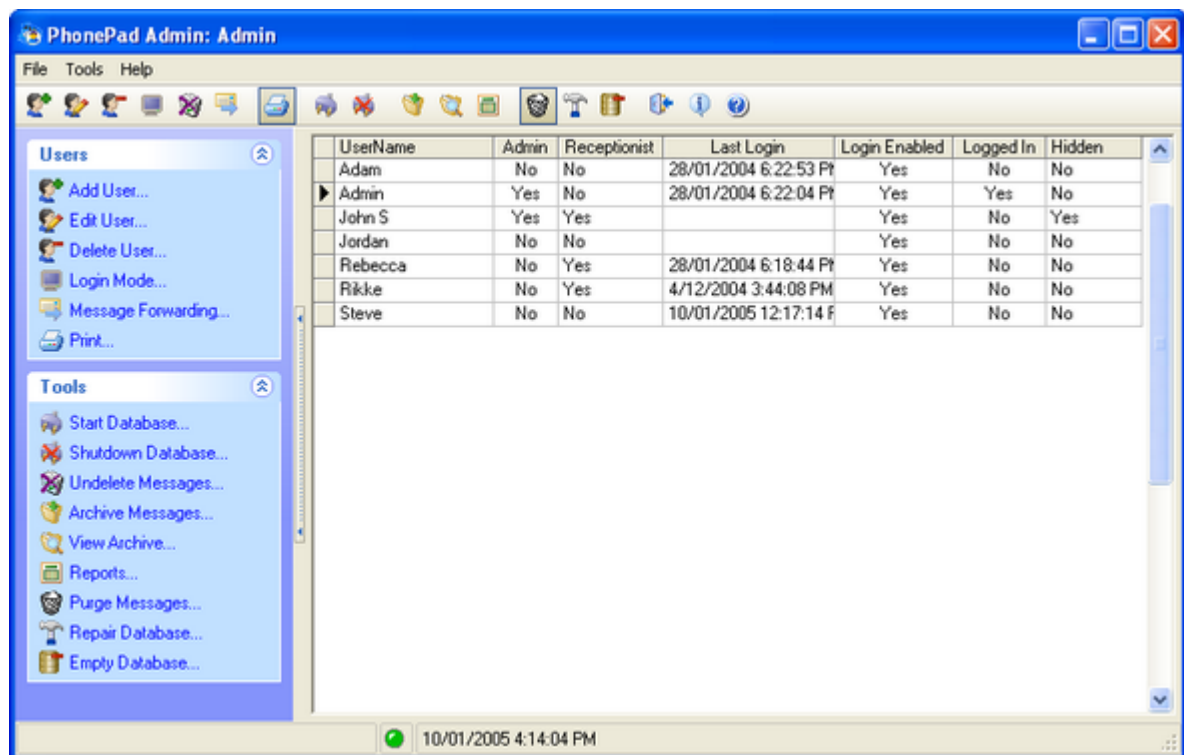 PhonePad Admin: Admin
File Tools Help
Users
Add User...
Edit User...
Delete User...
Login Mode...
Message Forwarding...
Print...
Tools
Start Database...
Shutdown Database...
Undelete Messages...
Archive Messages...
View Archive...
Reports...
Purge Messages...
Repair Database...
Empty Database...
UserName Admin Receptionist Last Login Login Enabled Logged In Hidden
Adam No No 28/01/2004 6:22:53 PM Yes No No
Admin Yes No 28/01/2004 6:22:04 PM Yes Yes No
John S Yes Yes Yes No Yes
Jordan No No Yes No No
Rebecca No Yes 28/01/2004 6:18:44 PM Yes No No
Rikke No Yes 4/12/2004 3:44:08 PM Yes No No
Steve No No 10/01/2005 12:17:14 P Yes No No
10/01/2005 4:14:04 PM